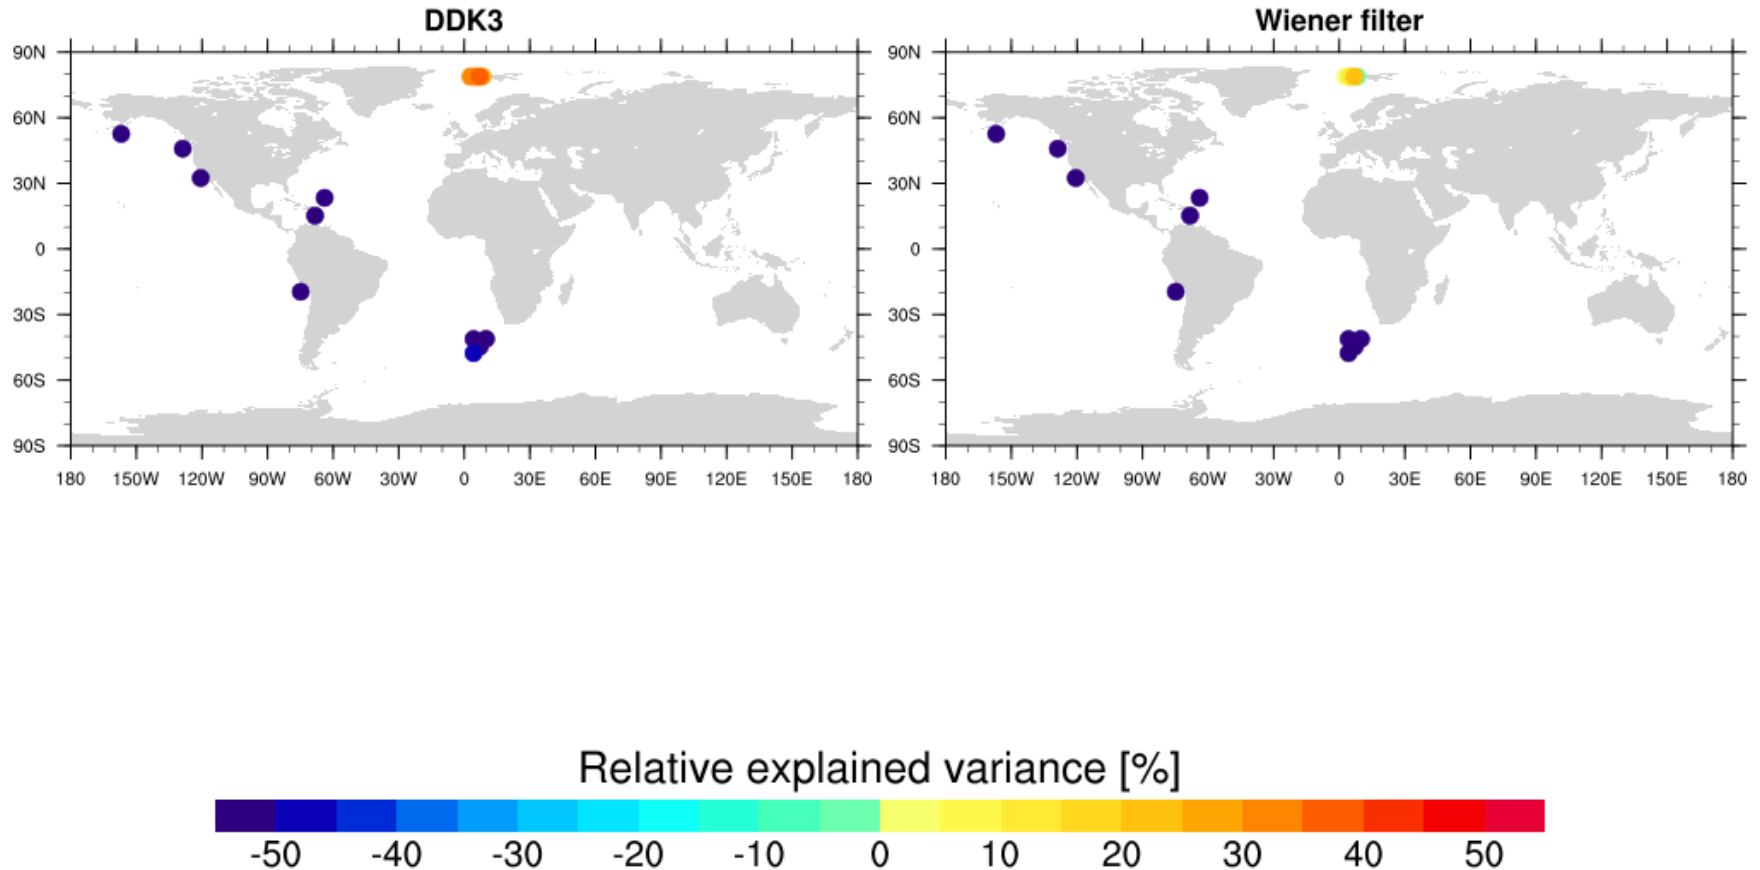 DDK3
Wiener filter
90N
60N
30N
0
30S
60S
90S
180 150W 120W 90W 60W 30W 0 30E 60E 90E 120E 150E 180
90N
60N
30N
0
30S
60S
90S
180 150W 120W 90W 60W 30W 0 30E 60E 90E 120E 150E 180
Relative explained variance [%]
-50 -40 -30 -20 -10 0 10 20 30 40 50